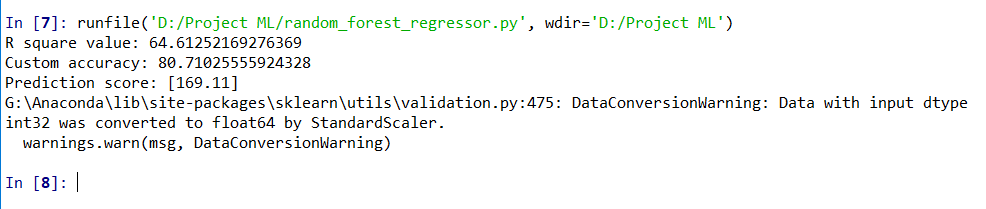 In [7]: runfile('D:/Project ML/random_forest_regressor.py', wdir='D:/Project ML')
R square value: 64.61252169276369
Custom accuracy: 80.71025555924328
Prediction score: [169.11]
G:\Anaconda\lib\site-packages\sklearn\utils\validation.py:475: DataConversionWarning: Data with input dtype
int32 was converted to float64 by StandardScaler.
  warnings.warn(msg, DataConversionWarning)
In [8]: